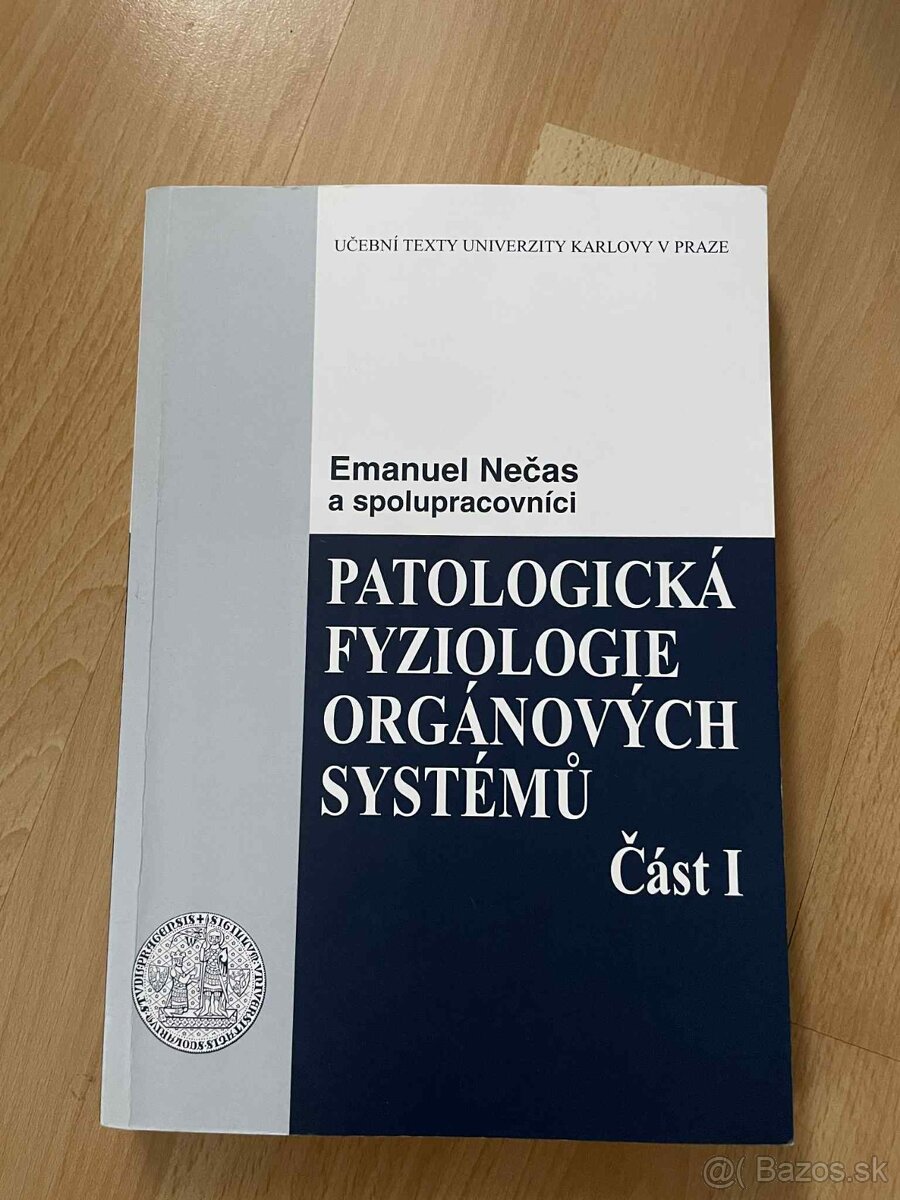 UČEBNÍ TEXTY UNIVERZITY KARLOVY V PRAZE
Emanuel Nečas
a spolupracovníci
PATOLOGICKÁ
FYZIOLOGIE
ORGÁNOVÝCH
SYSTÉMŮ
Část I
@( Bazos.sk